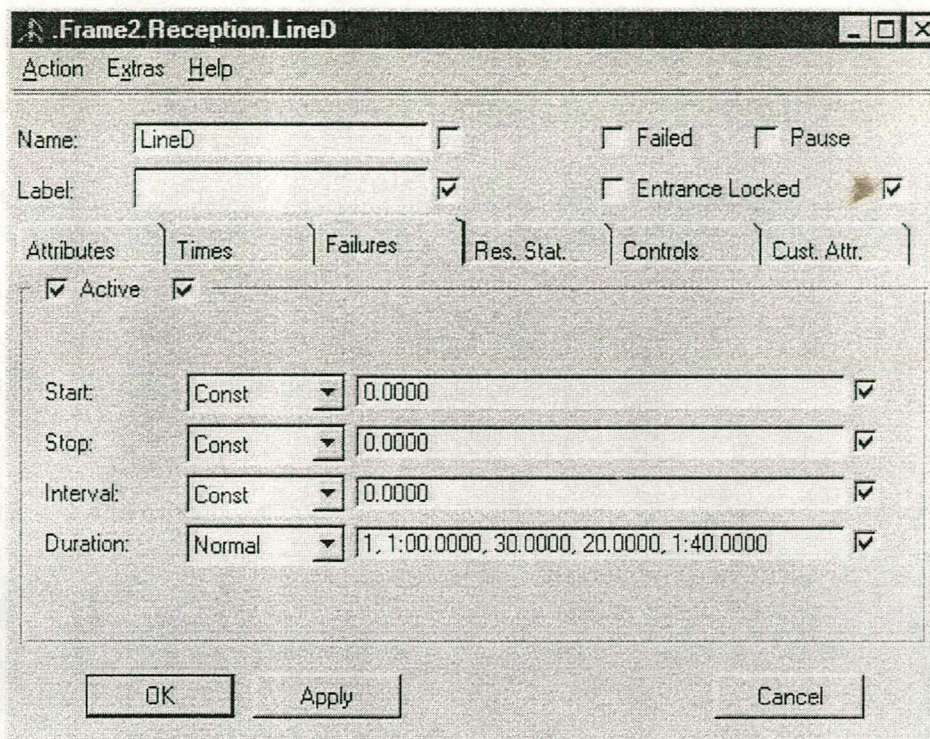 .Frame2.Reception.LineD
Action Extras Help
Name: LineD Failed Pause
Label: Entrance Locked
Attributes Times Failures Res. Stat. Controls Cust. Attr.
Active
Start: Const 0.0000
Stop: Const 0.0000
Interval: Const 0.0000
Duration: Normal 1, 1:00.0000, 30.0000, 20.0000, 1:40.0000
OK Apply Cancel